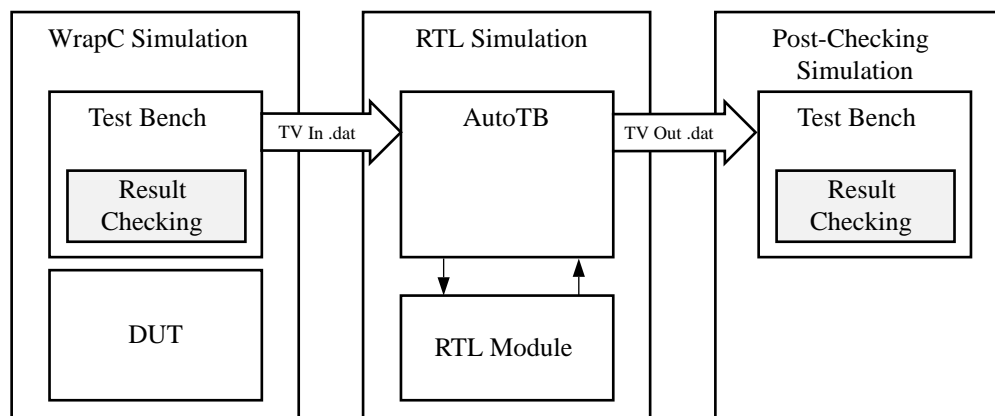 WrapC Simulation
Test Bench
Result
Checking
DUT
TV In .dat
RTL Simulation
AutoTB
RTL Module
TV Out .dat
Post-Checking
Simulation
Test Bench
Result
Checking